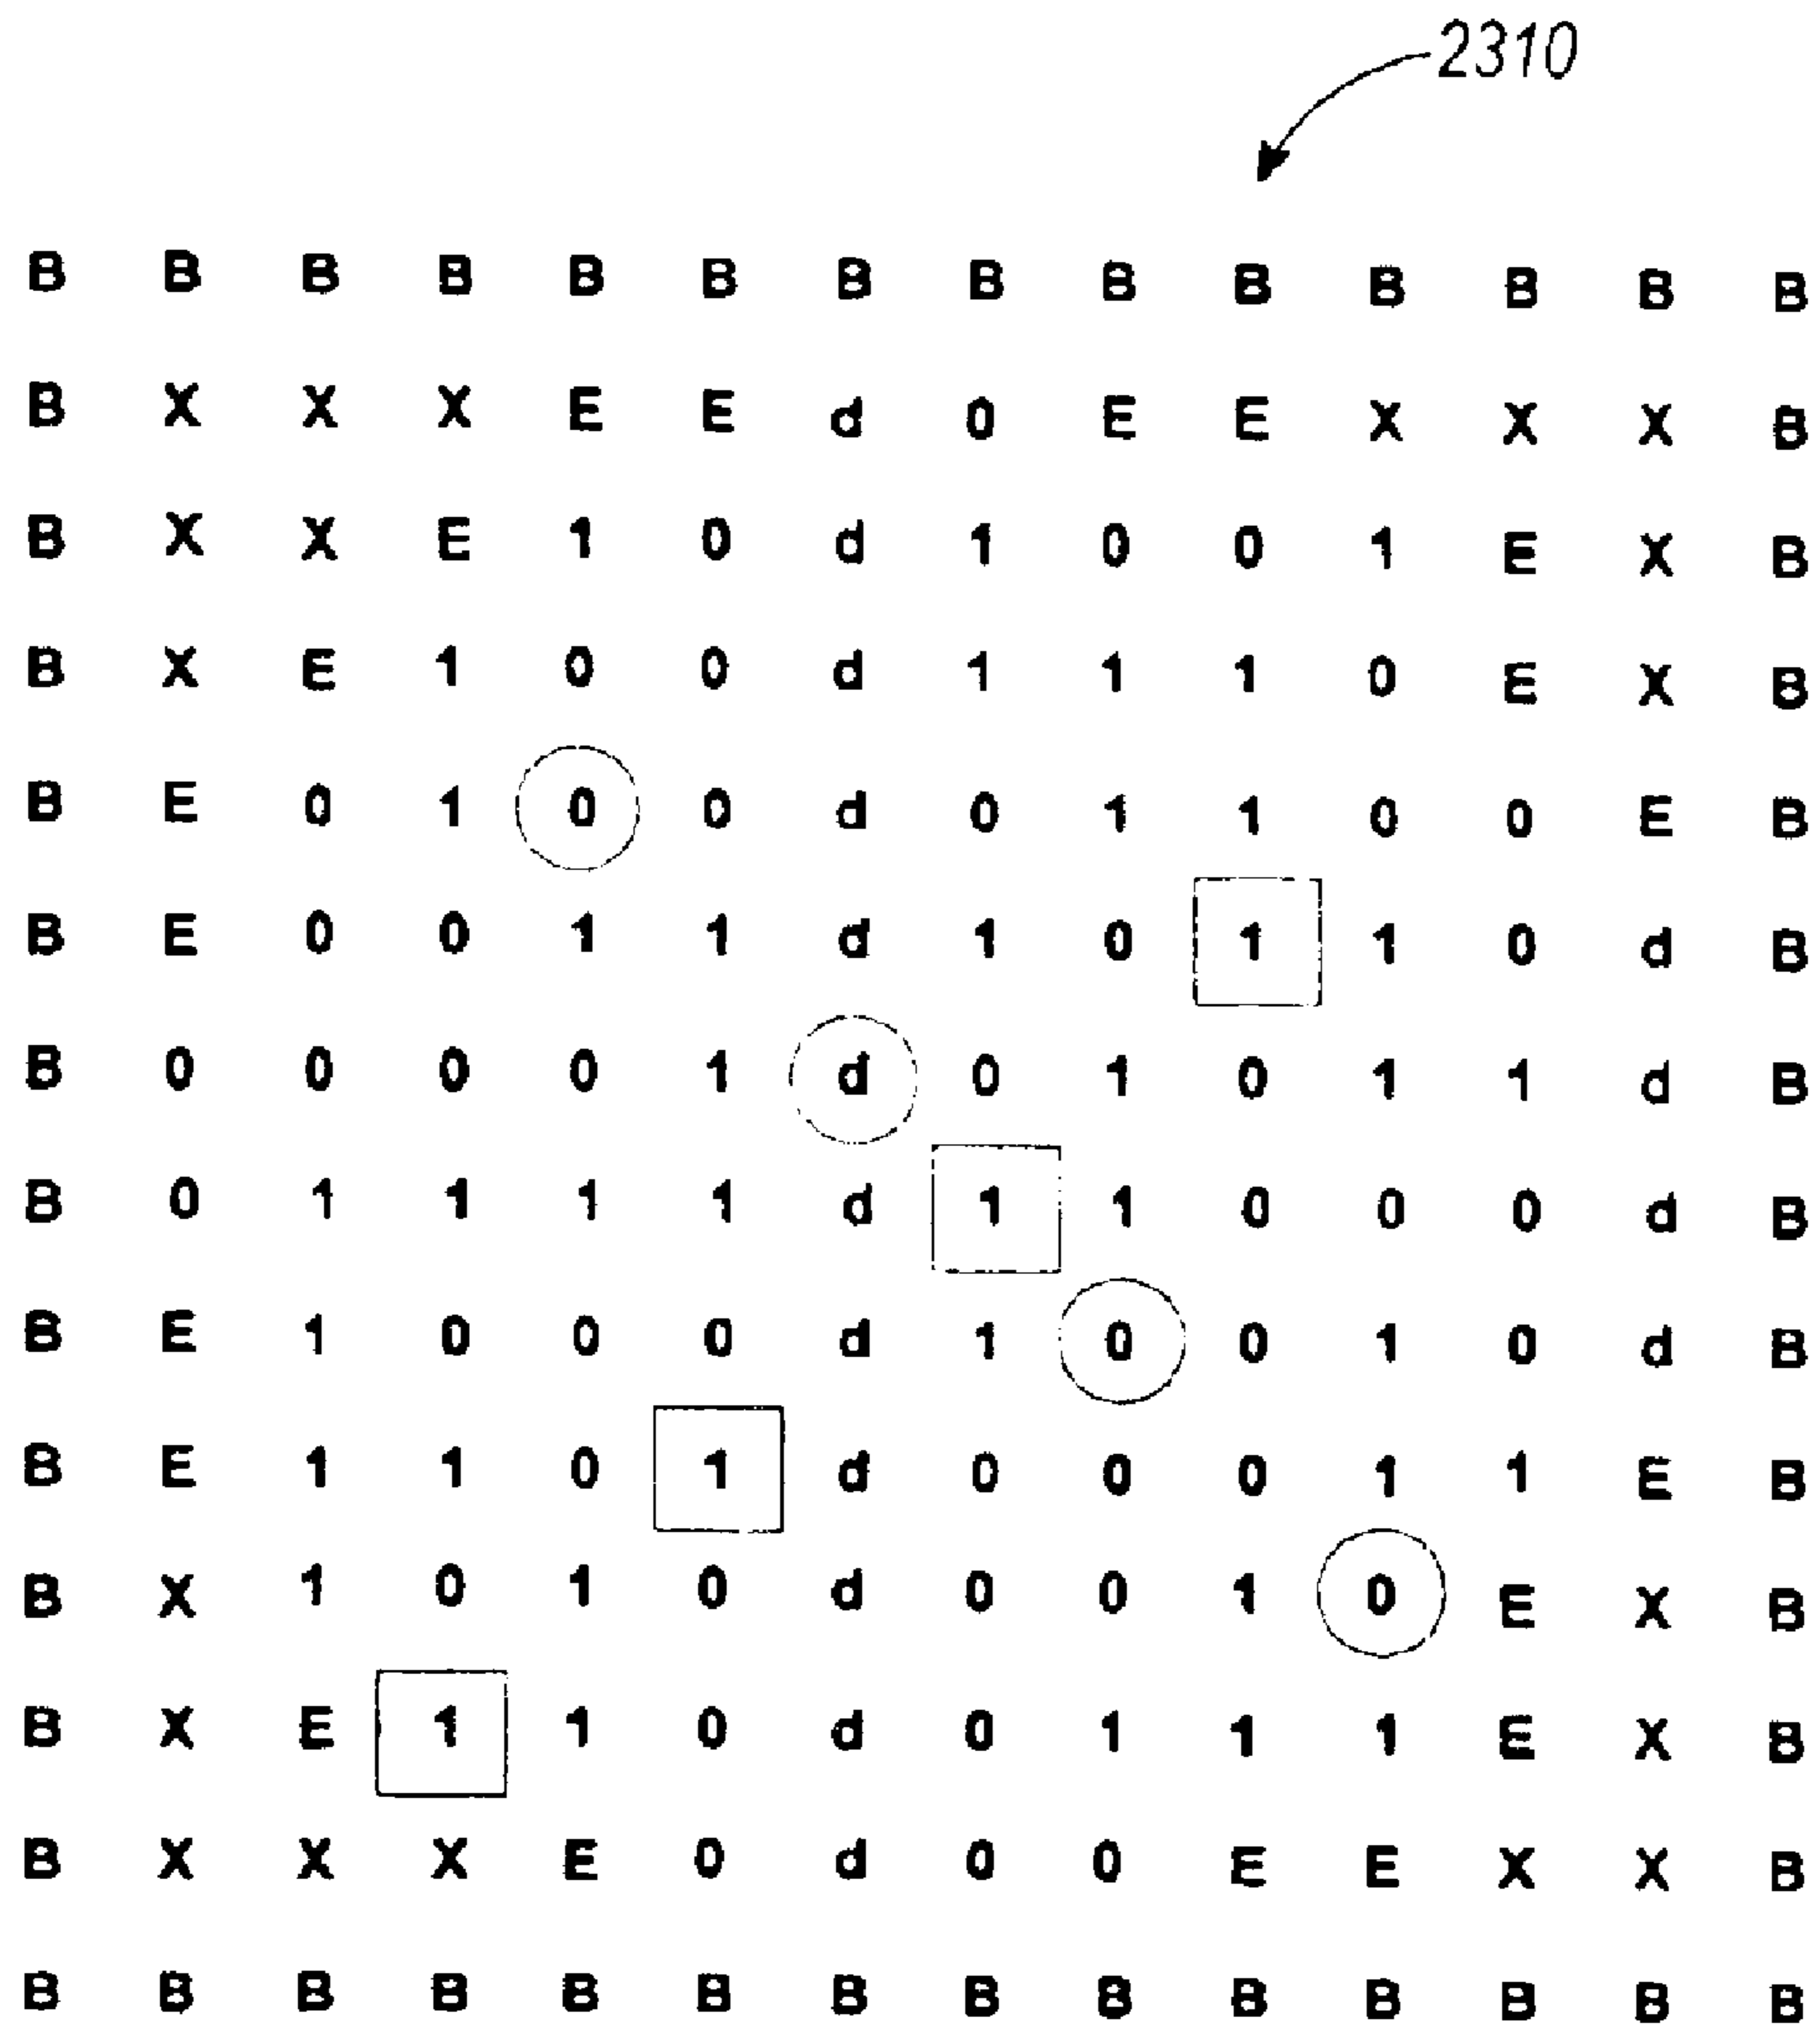 2310
B B B B B B B B B B B B B B
B X X X E E d 0 E E X X X B
B X X E 1 0 d 1 0 0 1 E X B
B X E 1 0 0 d 1 1 1 0 E X B
B E 0 1 0 0 d 0 1 1 0 0 E B
B E 0 0 1 1 d 1 0 1 1 0 d B
B 0 0 0 0 1 d 0 1 0 1 1 d B
B 0 1 1 1 1 d 1 1 0 0 0 d B
B E 1 0 0 0 d 1 0 0 1 0 d B
B E 1 1 0 1 d 0 0 0 1 1 E B
B X 1 0 1 0 d 0 0 1 0 E X B
B X E 1 1 0 d 0 1 1 1 E X B
B X X X E 0 d 0 0 E E X X B
B B B B B B B B B B B B B B